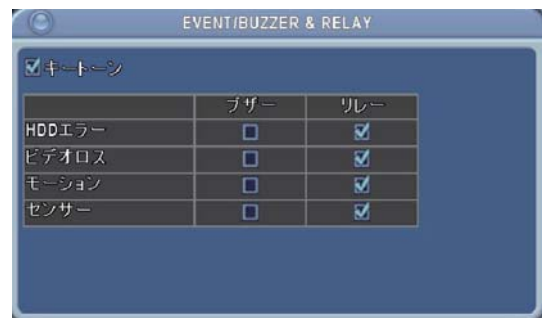 EVENT/BUZZER & RELAY
キートーン
ブザー リレー
HDDエラー
ビデオロス
モーション
センサー